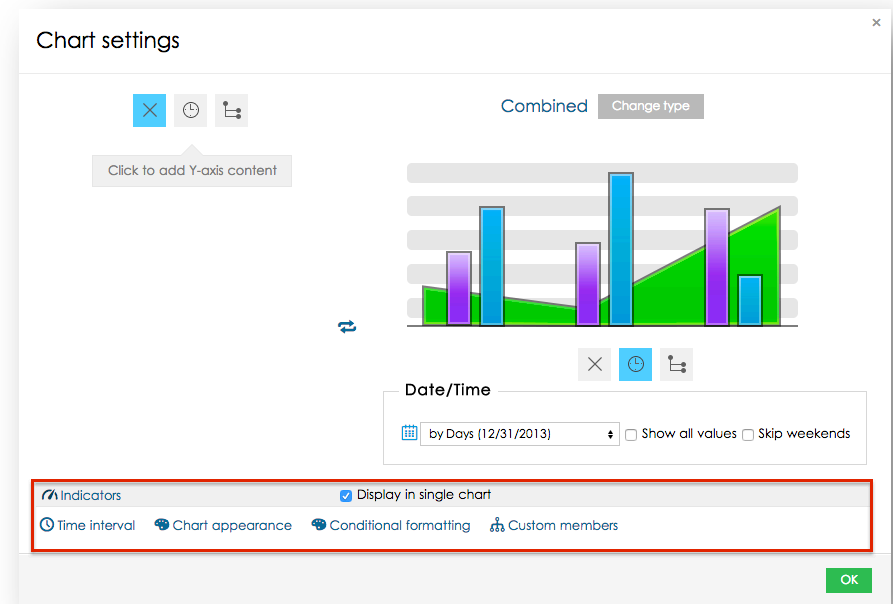 Chart settings
×
Combined Change type
Click to add Y-axis content
Date/Time
by Days (12/31/2013) Show all values Skip weekends
Indicators Display in single chart
Time interval Chart appearance Conditional formatting Custom members
OK